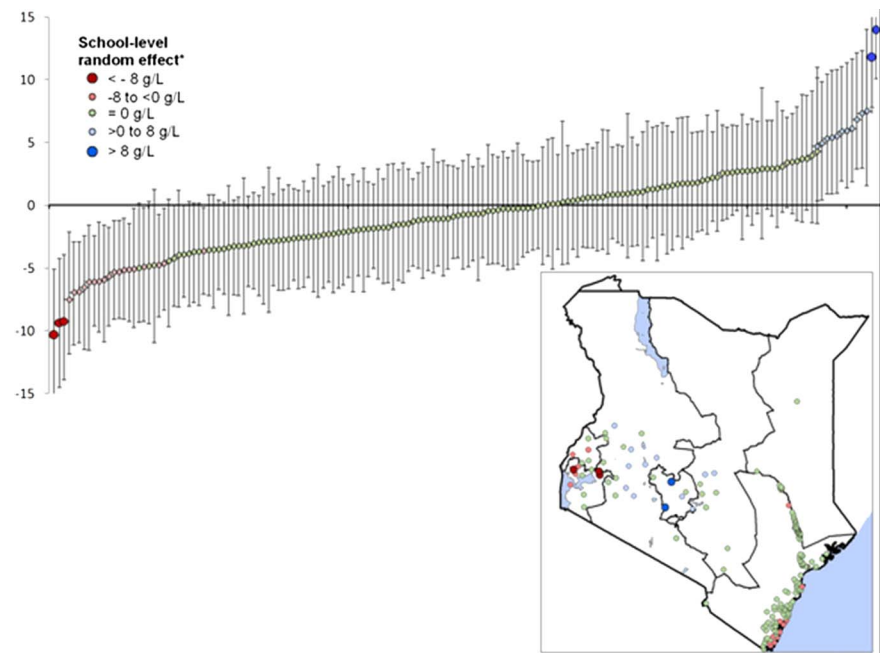 15
School-level
random effect*
< - 8 g/L
-8 to <0 g/L
= 0 g/L
>0 to 8 g/L
> 8 g/L
10
5
0
-5
-10
-15